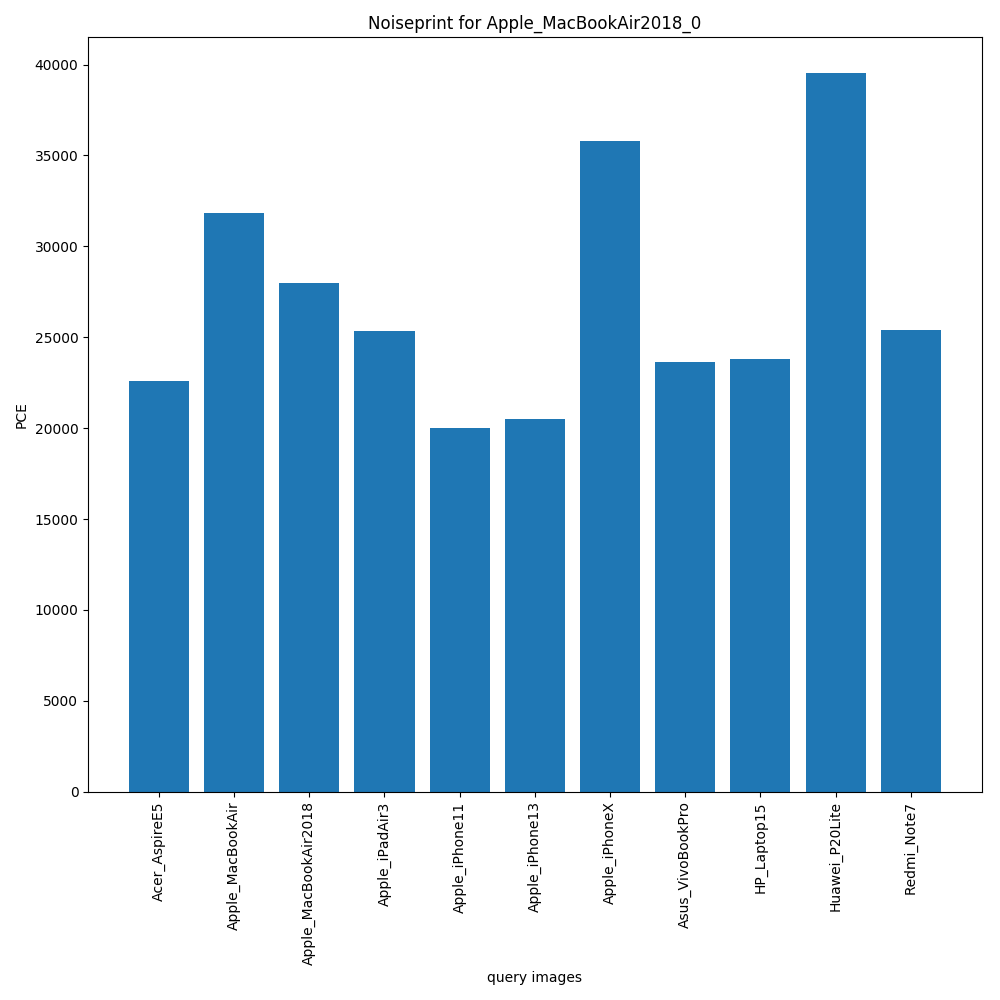 Noiseprint for Apple_MacBookAir2018_0
PCE
40000
35000
30000
25000
20000
15000
10000
5000
0
Acer_AspireE5
Apple_MacBookAir
Apple_MacBookAir2018
Apple_iPadAir3
Apple_iPhone11
Apple_iPhone13
Apple_iPhoneX
Asus_VivoBookPro
HP_Laptop15
Huawei_P20Lite
Redmi_Note7
query images